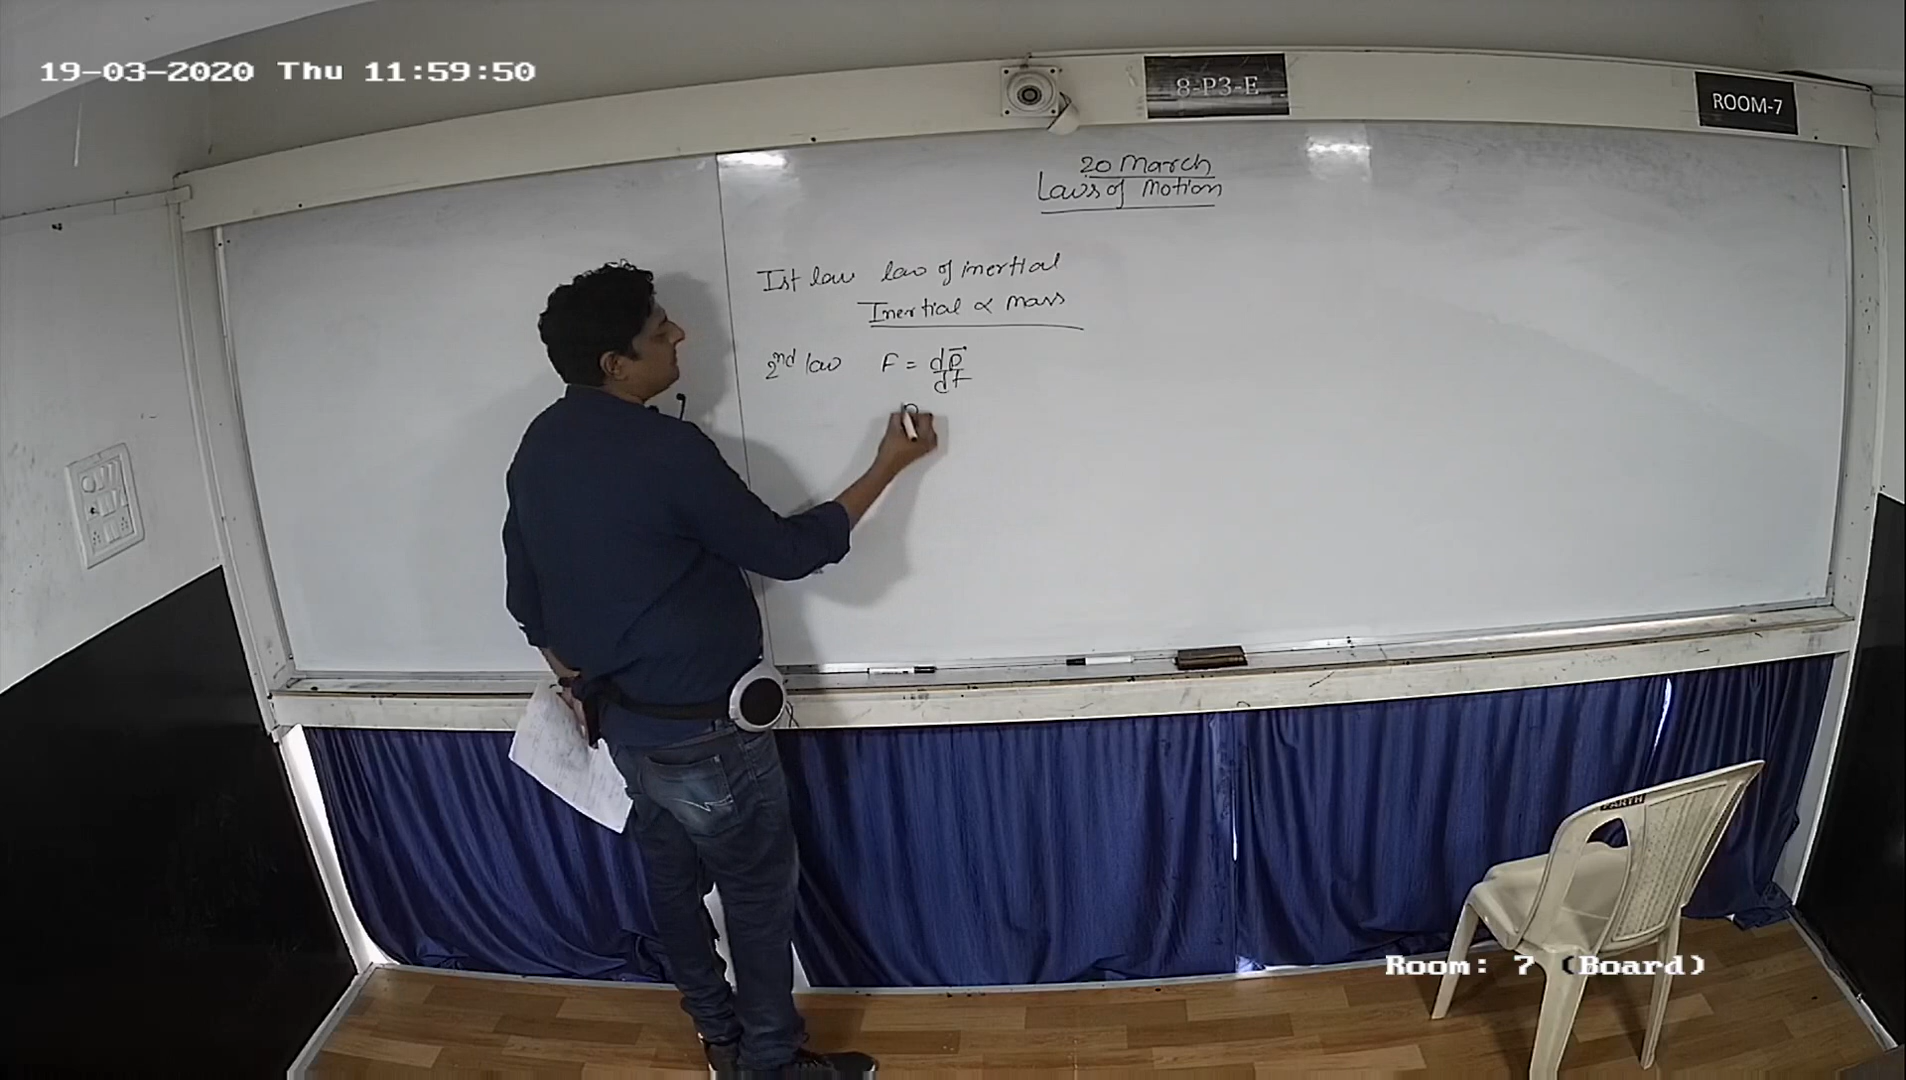 19-03-2020 Thu 11:59:50
8-P3-E
ROOM-7
20 March
Laws of Motion
Ist law law of inertial
Inertial ∝ mass
2nd law F = dp⃗/dt
P
PARTH
Room: 7 (Board)